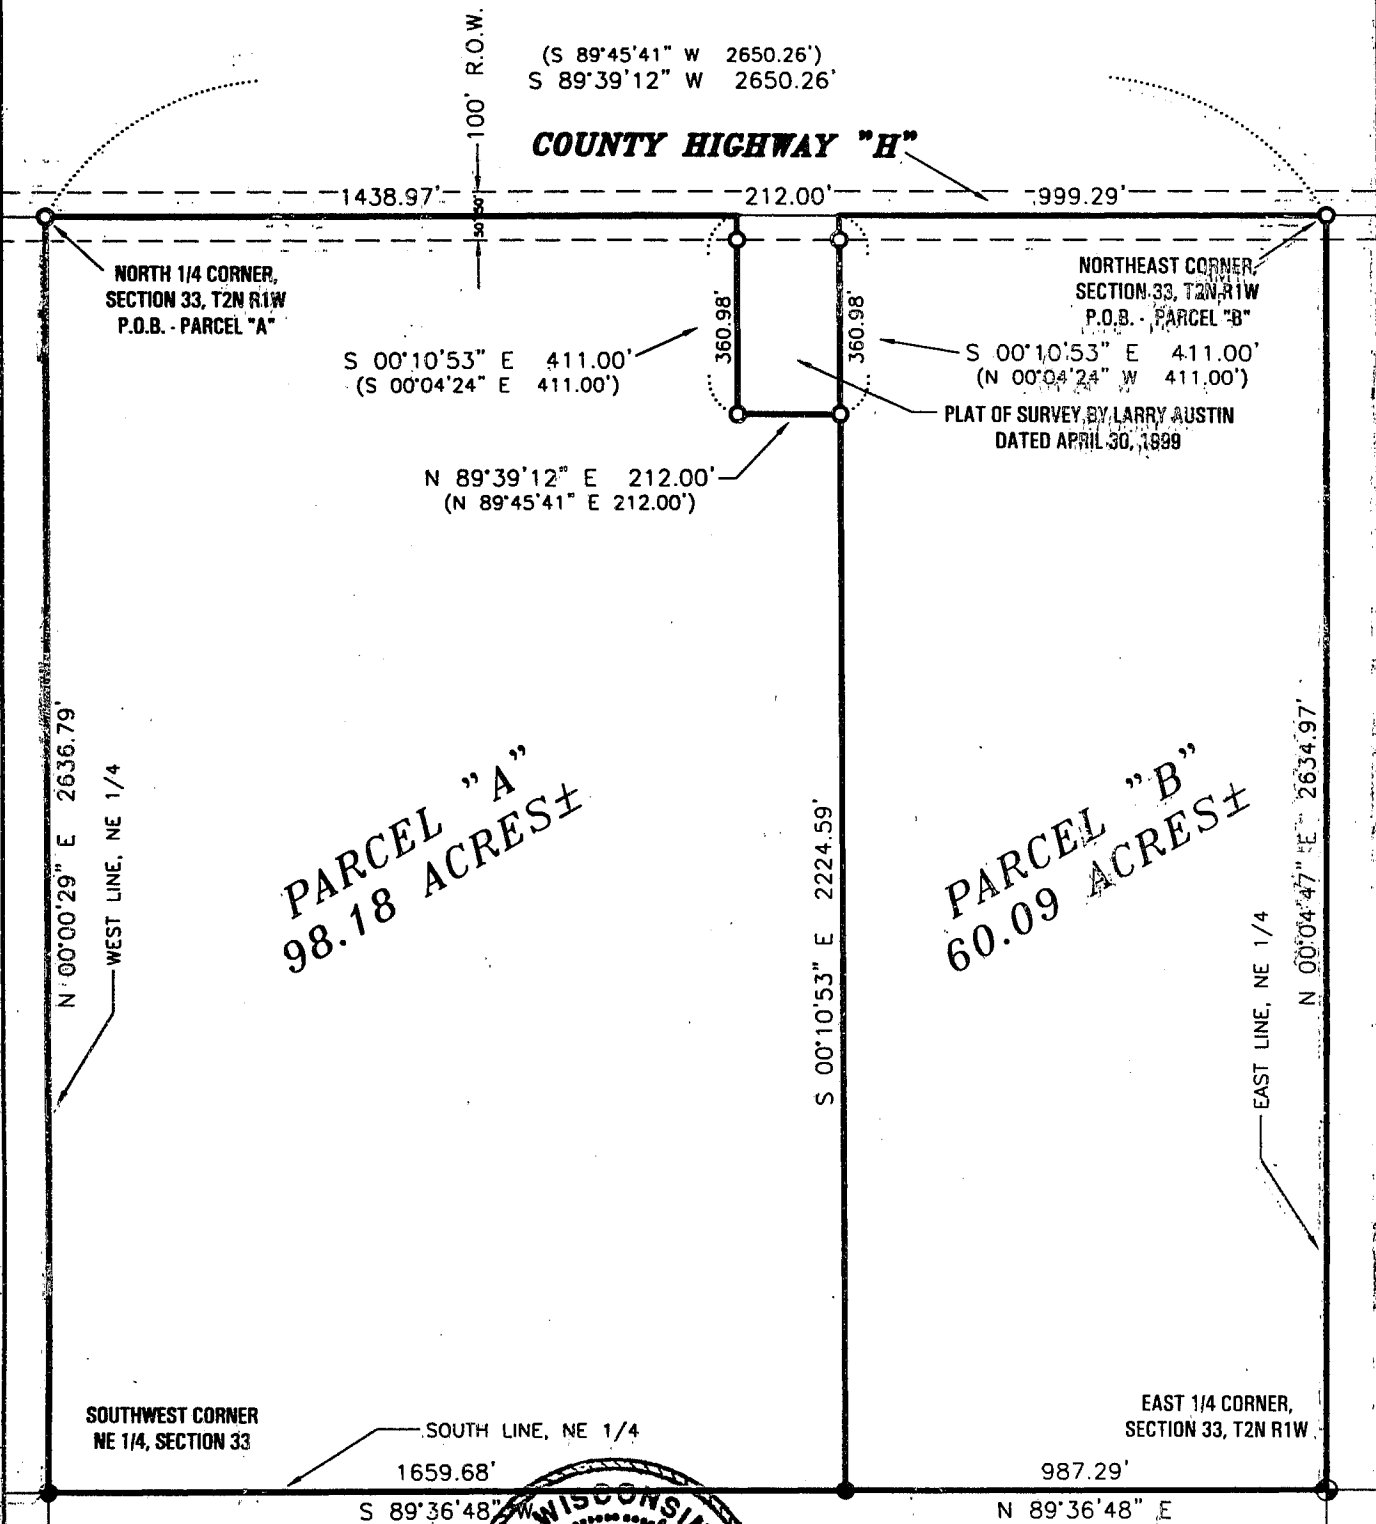 (S 89°45'41" W 2650.26')
S 89°39'12" W 2650.26'
100' R.O.W.
COUNTY HIGHWAY "H"
1438.97'
212.00'
999.29'
50' 50'
NORTH 1/4 CORNER,
SECTION 33, T2N R1W
P.O.B. - PARCEL "A"
NORTHEAST CORNER,
SECTION 33, T2N R1W
P.O.B. - PARCEL "B"
360.98'
360.98'
S 00°10'53" E 411.00'
(S 00°04'24" E 411.00')
S 00°10'53" E 411.00'
(N 00°04'24" W 411.00')
PLAT OF SURVEY BY LARRY AUSTIN
DATED APRIL 30, 1999
N 89°39'12" E 212.00'
(N 89°45'41" E 212.00')
N 00°00'29" E 2636.79'
WEST LINE, NE 1/4
PARCEL "A"
98.18 ACRES±
S 00°10'53" E 2224.59'
PARCEL "B"
60.09 ACRES±
N 00°04'47" E 2634.97'
EAST LINE, NE 1/4
SOUTHWEST CORNER
NE 1/4, SECTION 33
SOUTH LINE, NE 1/4
EAST 1/4 CORNER,
SECTION 33, T2N R1W
1659.68'
987.29'
S 89°36'48" W
N 89°36'48" E
WISCONSIN